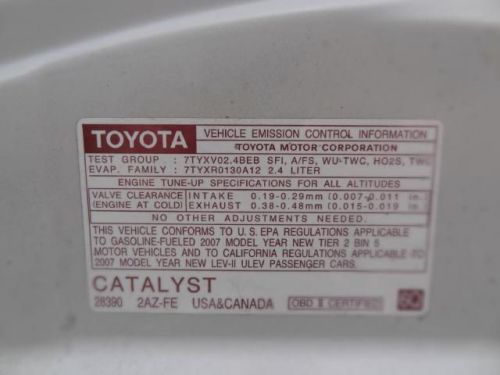 TOYOTA VEHICLE EMISSION CONTROL INFORMATION
TOYOTA MOTOR CORPORATION
TEST GROUP : 7TYXV02.4BEB SFI, A/FS, WU-TWC, HO2S, TWC
EVAP. FAMILY : 7TYXR0130A12 2.4 LITER
ENGINE TUNE-UP SPECIFICATIONS FOR ALL ALTITUDES
VALVE CLEARANCE INTAKE 0.19-0.29mm (0.007-0.011 in.
(ENGINE AT COLD) EXHAUST 0.38-0.48mm (0.015-0.019 in.
NO OTHER ADJUSTMENTS NEEDED.
THIS VEHICLE CONFORMS TO U.S. EPA REGULATIONS APPLICABLE
TO GASOLINE-FUELED 2007 MODEL YEAR NEW TIER 2 BIN 5
MOTOR VEHICLES AND TO CALIFORNIA REGULATIONS APPLICABLE TO
2007 MODEL YEAR NEW LEV-II ULEV PASSENGER CARS.
CATALYST
28390 2AZ-FE USA&CANADA OBD II CERTIFIED